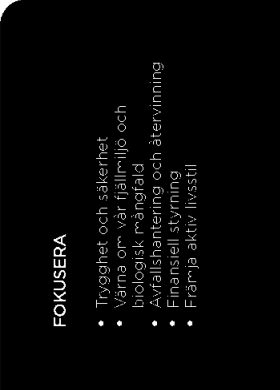 FOKUSERA
• Trygghet och säkerhet
• Värna om vår fjällmiljö och
biologisk mångfald
• Avfallshantering och återvinning
• Finansiell styrning
• Främja aktiv livsstil